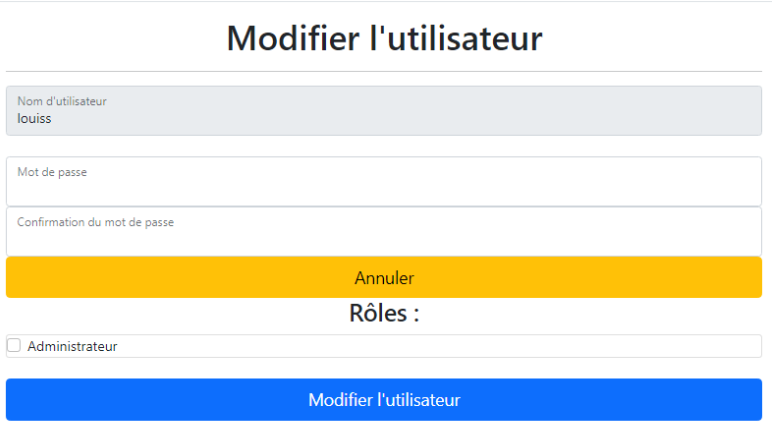 Modifier l'utilisateur
Nom d'utilisateur
louiss
Mot de passe
Confirmation du mot de passe
Annuler
Rôles :
Administrateur
Modifier l'utilisateur